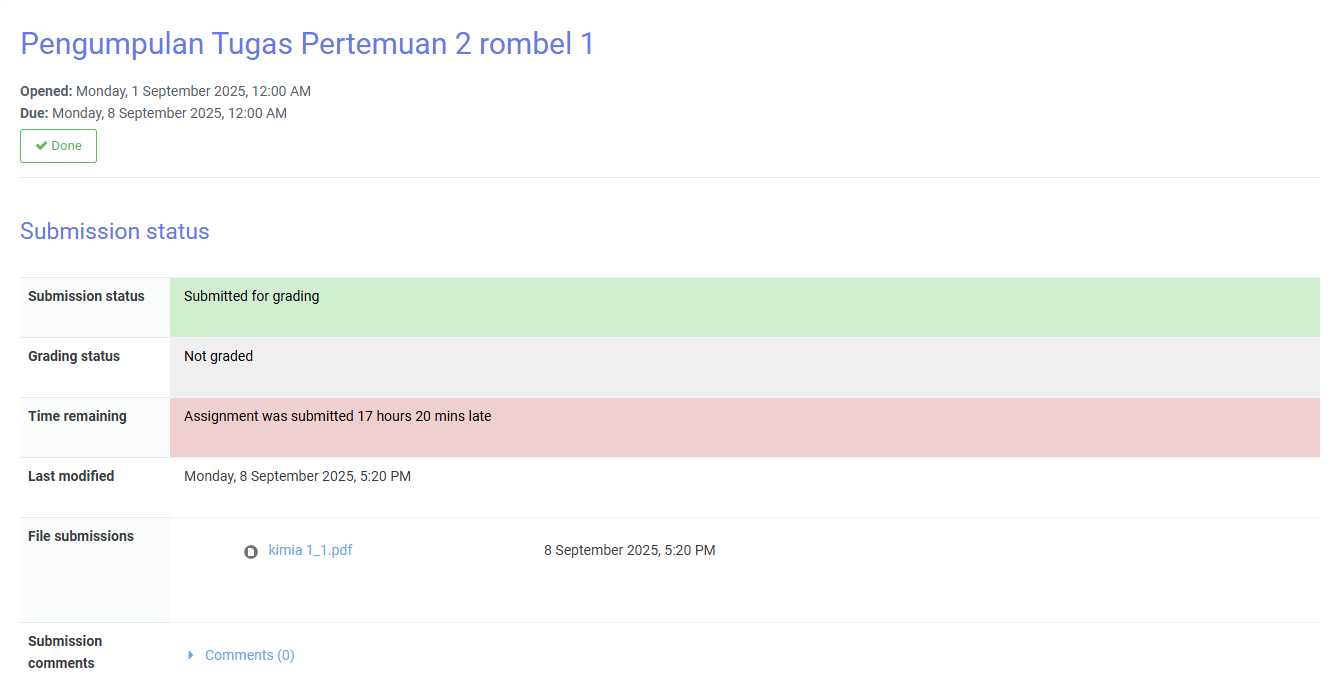 Pengumpulan Tugas Pertemuan 2 rombel 1
Opened: Monday, 1 September 2025, 12:00 AM
Due: Monday, 8 September 2025, 12:00 AM
Done
Submission status
Submission status Submitted for grading
Grading status Not graded
Time remaining Assignment was submitted 17 hours 20 mins late
Last modified Monday, 8 September 2025, 5:20 PM
File submissions
kimia 1_1.pdf 8 September 2025, 5:20 PM
Submission
comments
Comments (0)